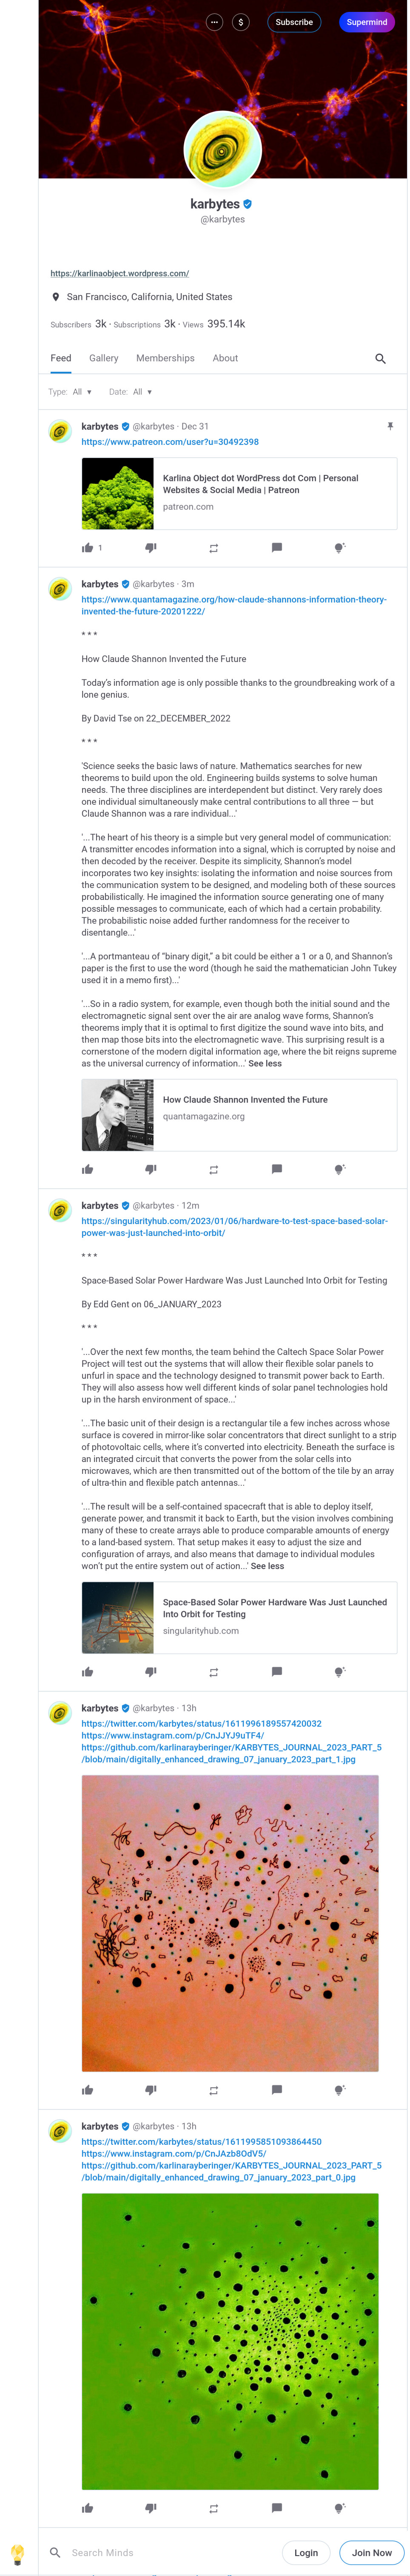 $ Subscribe Supermind
karbytes
@karbytes
https://karlinaobject.wordpress.com/
San Francisco, California, United States
Subscribers 3k · Subscriptions 3k · Views 395.14k
Feed Gallery Memberships About
Type: All ▾ Date: All ▾
karbytes @karbytes · Dec 31
https://www.patreon.com/user?u=30492398
Karlina Object dot WordPress dot Com | Personal
Websites & Social Media | Patreon
patreon.com
1
karbytes @karbytes · 3m
https://www.quantamagazine.org/how-claude-shannons-information-theory-
invented-the-future-20201222/
* * *
How Claude Shannon Invented the Future
Today's information age is only possible thanks to the groundbreaking work of a
lone genius.
By David Tse on 22_DECEMBER_2022
* * *
'Science seeks the basic laws of nature. Mathematics searches for new
theorems to build upon the old. Engineering builds systems to solve human
needs. The three disciplines are interdependent but distinct. Very rarely does
one individual simultaneously make central contributions to all three — but
Claude Shannon was a rare individual...'
'...The heart of his theory is a simple but very general model of communication:
A transmitter encodes information into a signal, which is corrupted by noise and
then decoded by the receiver. Despite its simplicity, Shannon's model
incorporates two key insights: isolating the information and noise sources from
the communication system to be designed, and modeling both of these sources
probabilistically. He imagined the information source generating one of many
possible messages to communicate, each of which had a certain probability.
The probabilistic noise added further randomness for the receiver to
disentangle...'
'...A portmanteau of “binary digit,” a bit could be either a 1 or a 0, and Shannon's
paper is the first to use the word (though he said the mathematician John Tukey
used it in a memo first)...'
'...So in a radio system, for example, even though both the initial sound and the
electromagnetic signal sent over the air are analog wave forms, Shannon's
theorems imply that it is optimal to first digitize the sound wave into bits, and
then map those bits into the electromagnetic wave. This surprising result is a
cornerstone of the modern digital information age, where the bit reigns supreme
as the universal currency of information...' See less
How Claude Shannon Invented the Future
quantamagazine.org
karbytes @karbytes · 12m
https://singularityhub.com/2023/01/06/hardware-to-test-space-based-solar-
power-was-just-launched-into-orbit/
* * *
Space-Based Solar Power Hardware Was Just Launched Into Orbit for Testing
By Edd Gent on 06_JANUARY_2023
* * *
'...Over the next few months, the team behind the Caltech Space Solar Power
Project will test out the systems that will allow their flexible solar panels to
unfurl in space and the technology designed to transmit power back to Earth.
They will also assess how well different kinds of solar panel technologies hold
up in the harsh environment of space...'
'...The basic unit of their design is a rectangular tile a few inches across whose
surface is covered in mirror-like solar concentrators that direct sunlight to a strip
of photovoltaic cells, where it's converted into electricity. Beneath the surface is
an integrated circuit that converts the power from the solar cells into
microwaves, which are then transmitted out of the bottom of the tile by an array
of ultra-thin and flexible patch antennas...'
'...The result will be a self-contained spacecraft that is able to deploy itself,
generate power, and transmit it back to Earth, but the vision involves combining
many of these to create arrays able to produce comparable amounts of energy
to a land-based. That setup makes it easy to adjust the size and
configuration of arrays, and also means that damage to individual modules
won't put the entire system out of action...' See less
Space-Based Solar Power Hardware Was Just Launched
Into Orbit for Testing
singularityhub.com
karbytes @karbytes · 13h
https://twitter.com/karbytes/status/1611996189557420032
https://www.instagram.com/p/CnJJYJ9uTF4/
https://github.com/karlinarayberinger/KARBYTES_JOURNAL_2023_PART_5
/blob/main/digitally_enhanced_drawing_07_january_2023_part_1.jpg
karbytes @karbytes · 13h
https://twitter.com/karbytes/status/1611995851093864450
https://www.instagram.com/p/CnJAzb8OdV5/
https://github.com/karlinarayberinger/KARBYTES_JOURNAL_2023_PART_5
/blob/main/digitally_enhanced_drawing_07_january_2023_part_0.jpg
Search Minds Login Join Now